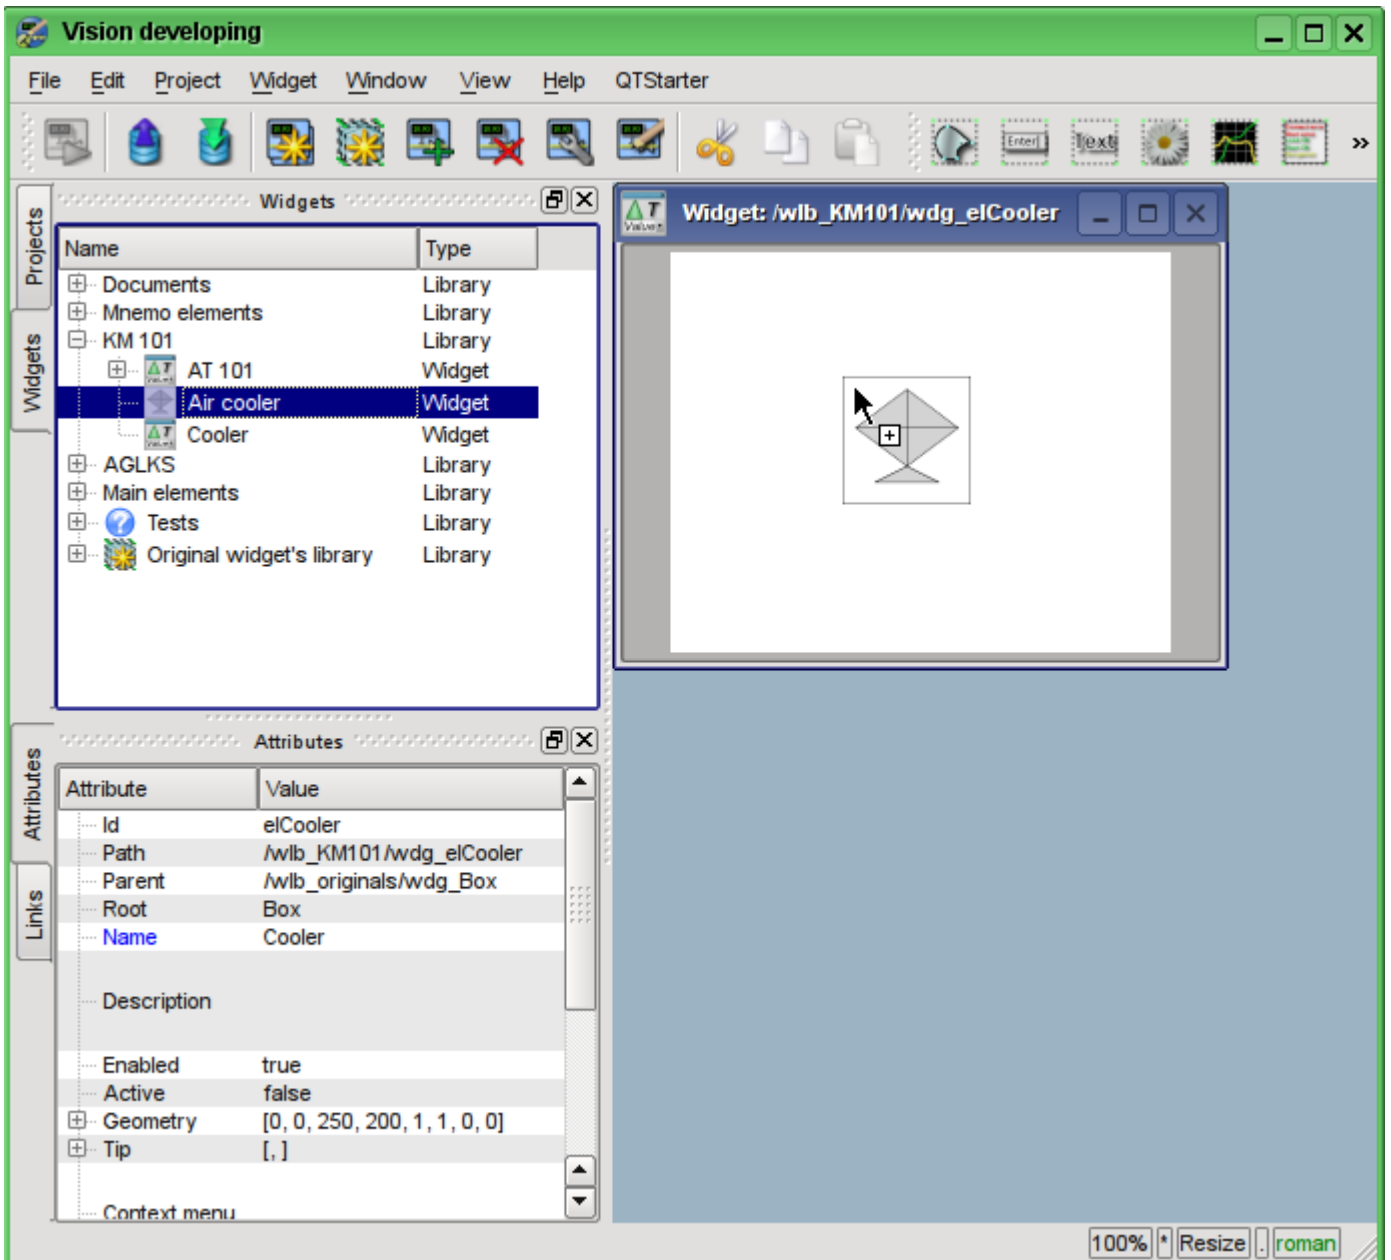 Vision developing
File Edit Project Widget Window View Help QTStarter
Enter Text »
Projects
Widgets
Widgets
Name Type
Documents Library
Mnemo elements Library
KM 101 Library
AT 101 Widget
Air cooler Widget
Cooler Widget
AGLKS Library
Main elements Library
Tests Library
Original widget's library Library
Widget: /wlb_KM101/wdg_elCooler
Attributes
Links
Attributes
Attribute Value
Id elCooler
Path /wlb_KM101/wdg_elCooler
Parent /wlb_originals/wdg_Box
Root Box
Name Cooler
Description
Enabled true
Active false
Geometry [0, 0, 250, 200, 1, 1, 0, 0]
Tip [, ]
Context menu
100% * Resize . roman